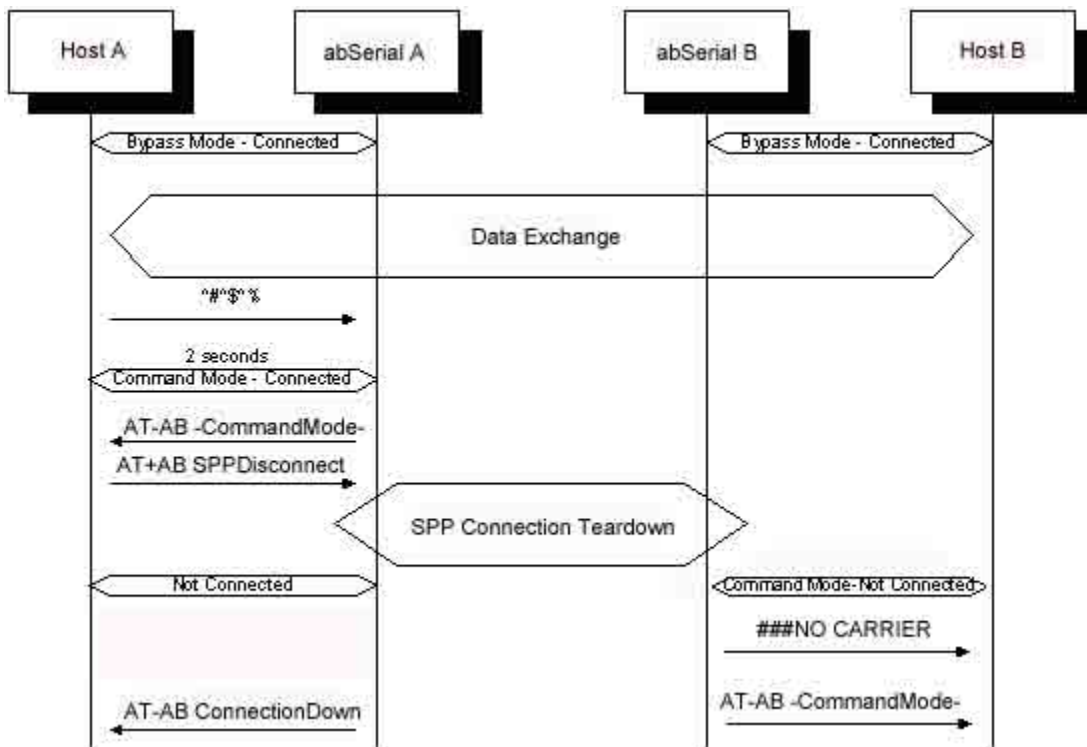 Host A
abSerial A
abSerial B
Host B
Bypass Mode - Connected
Bypass Mode - Connected
Data Exchange
^#^$^%
2 seconds
Command Mode - Connected
AT-AB -CommandMode-
AT+AB SPPDisconnect
SPP Connection Teardown
Not Connected
Command Mode-Not Connected
###NO CARRIER
AT-AB ConnectionDown
AT-AB -CommandMode-